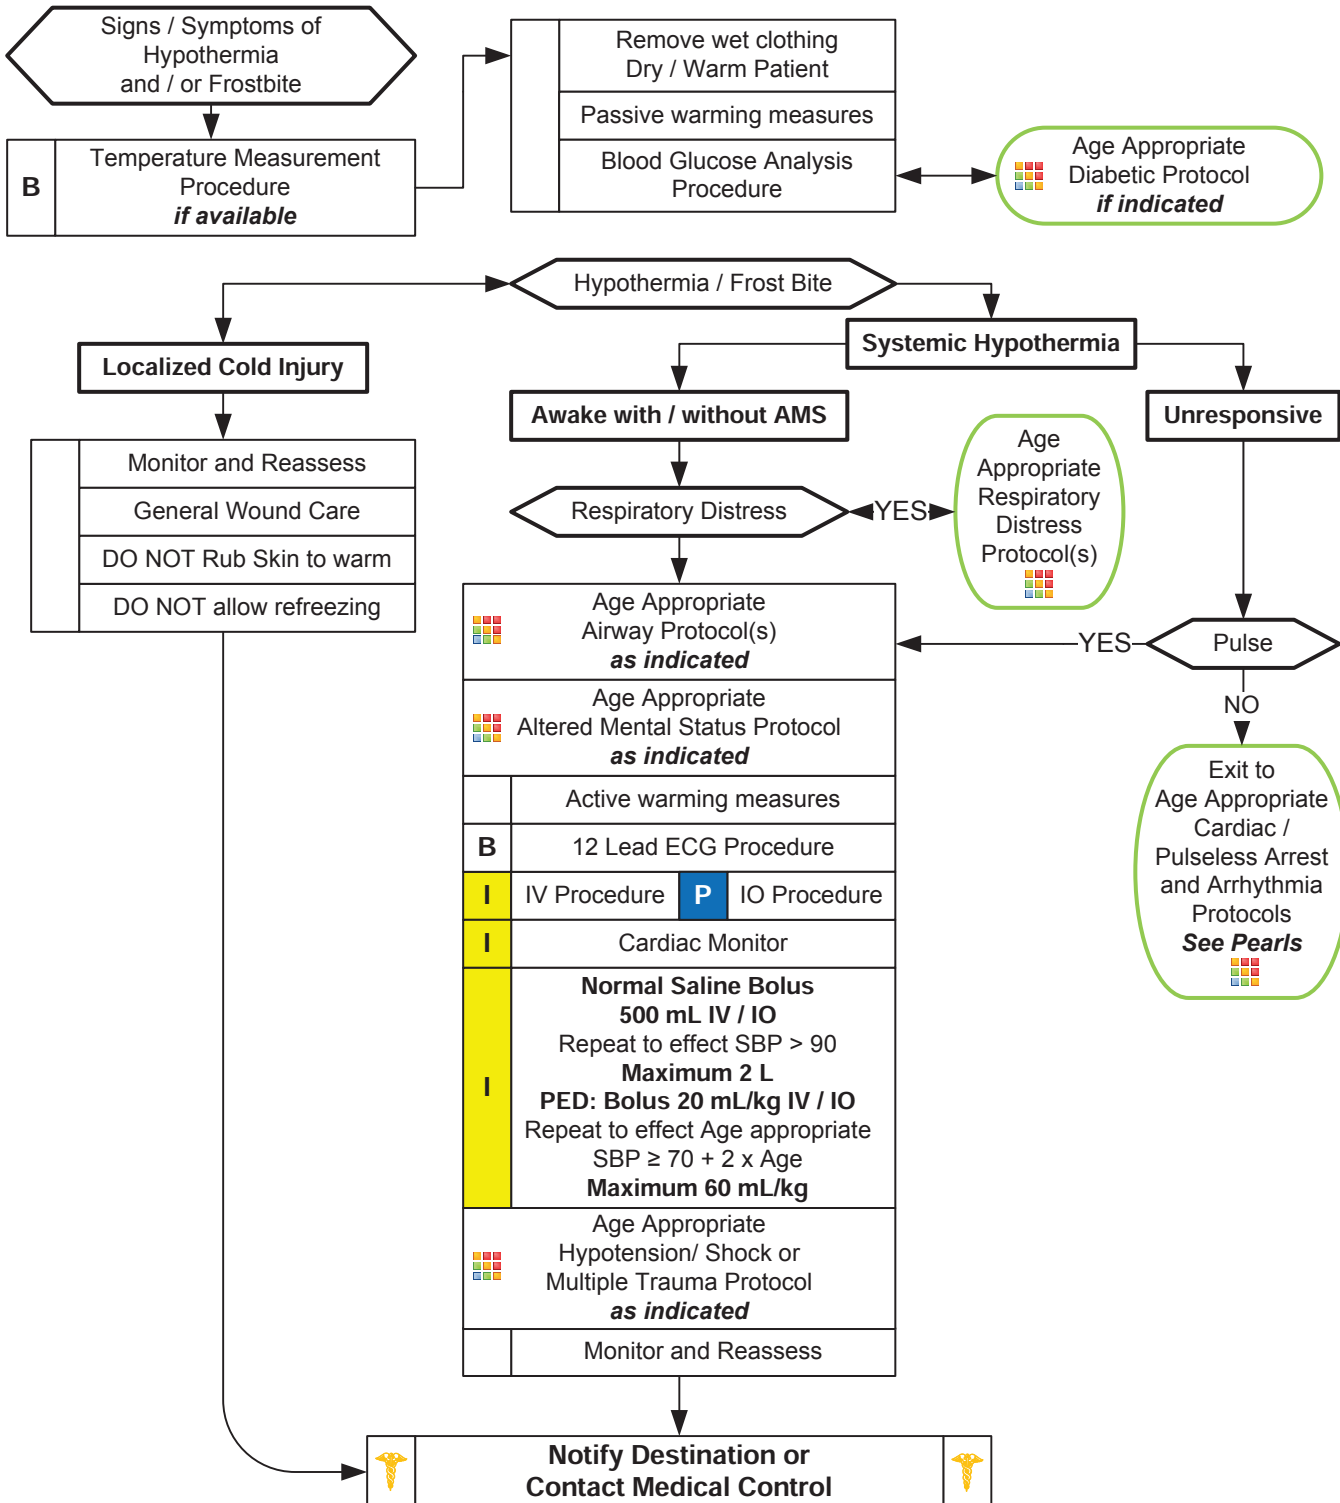 Signs / Symptoms of
Hypothermia
and / or Frostbite
B
Temperature Measurement
Procedure
if available
Remove wet clothing
Dry / Warm Patient
Passive warming measures
Blood Glucose Analysis
Procedure
Age Appropriate
Diabetic Protocol
if indicated
Hypothermia / Frost Bite
Systemic Hypothermia
Localized Cold Injury
Monitor and Reassess
General Wound Care
DO NOT Rub Skin to warm
DO NOT allow refreezing
Awake with / without AMS
Unresponsive
Respiratory Distress
YES
Age
Appropriate
Respiratory
Distress
Protocol(s)
Pulse
YES
NO
Exit to
Age Appropriate
Cardiac /
Pulseless Arrest
and Arrhythmia
Protocols
See Pearls
Age Appropriate
Airway Protocol(s)
as indicated
Age Appropriate
Altered Mental Status Protocol
as indicated
Active warming measures
B
12 Lead ECG Procedure
I
IV Procedure
P
IO Procedure
I
Cardiac Monitor
I
Normal Saline Bolus
500 mL IV / IO
Repeat to effect SBP > 90
Maximum 2 L
PED: Bolus 20 mL/kg IV / IO
Repeat to effect Age appropriate
SBP ≥ 70 + 2 x Age
Maximum 60 mL/kg
Age Appropriate
Hypotension/ Shock or
Multiple Trauma Protocol
as indicated
Monitor and Reassess
Notify Destination or
Contact Medical Control